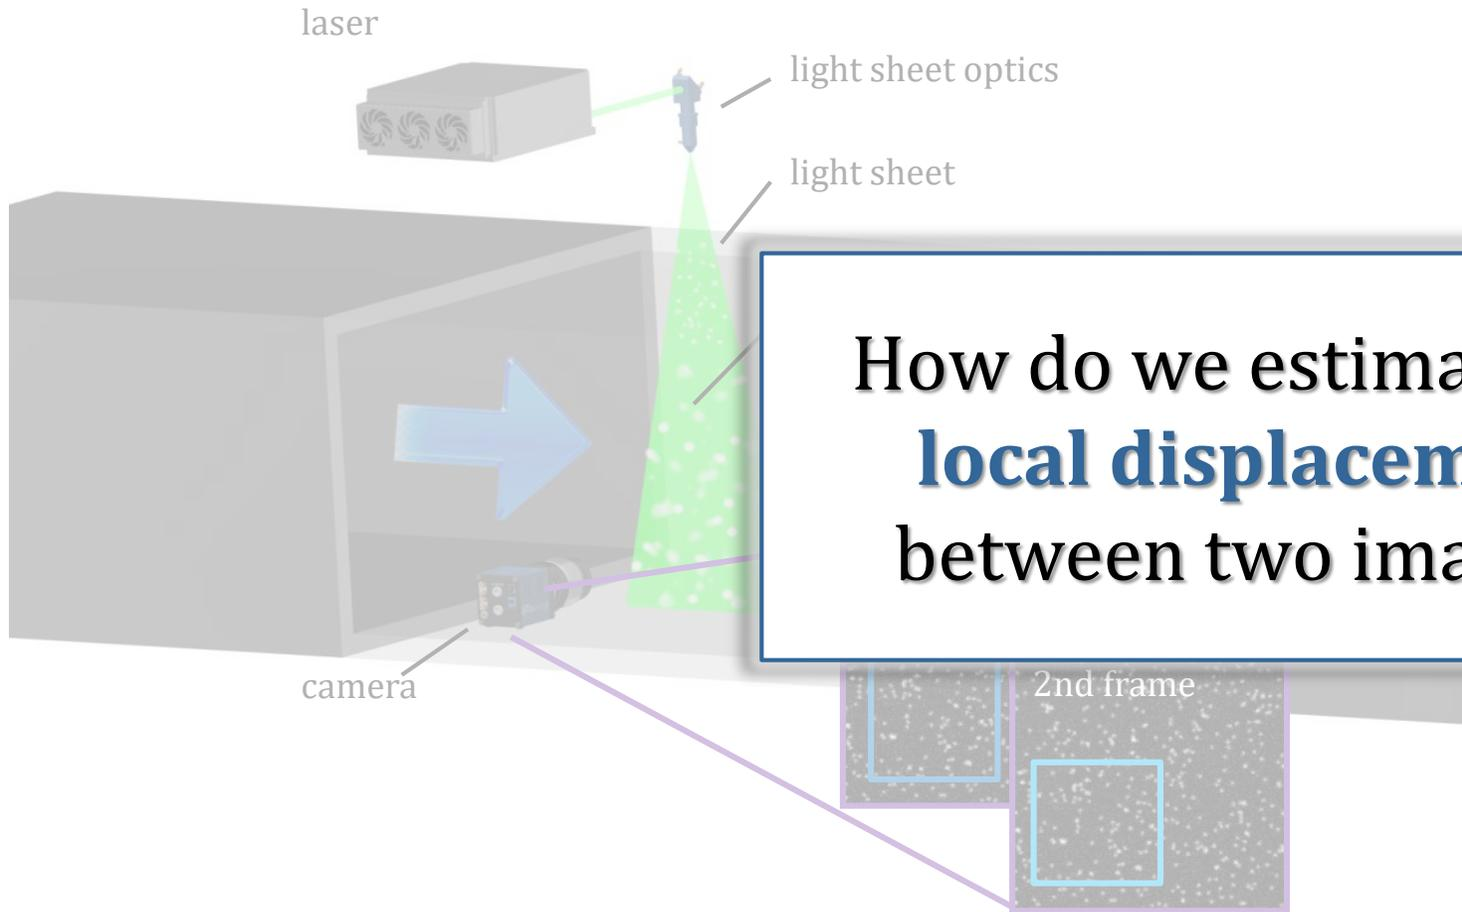 laser
light sheet optics
light sheet
How do we estima
local displacem
between two ima
camera
2nd frame